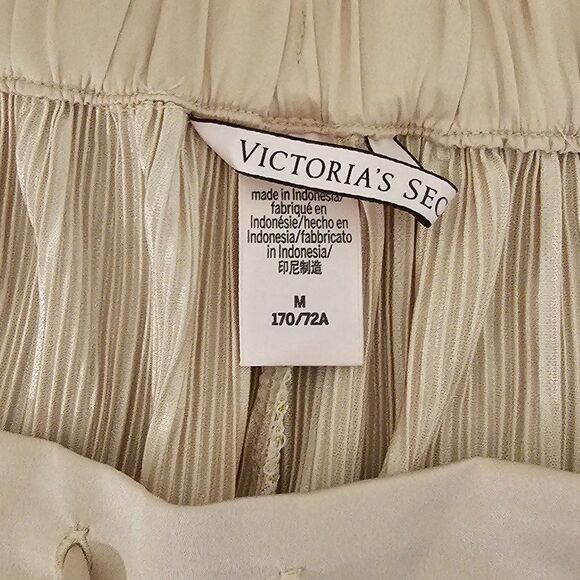 VICTORIA'S
made in Indonesia/
fabriqué en
Indonésie/hecho en
Indonesia/fabbricato
in Indonesia/
印尼制造
M
170/72A